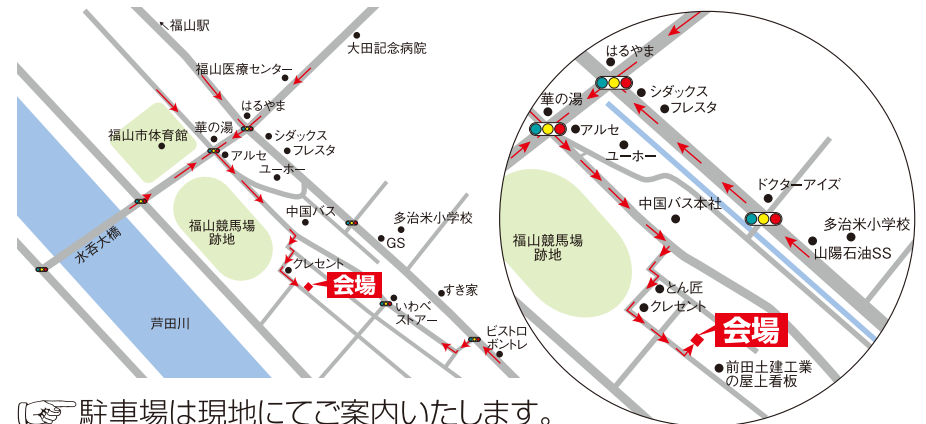 福山駅
大田記念病院
福山医療センター
はるやま
福山市体育館
華の湯
シダックス
フレスタ
アルセ
ユーホー
中国バス
福山競馬場
跡地
水呑大橋
多治米小学校
GS
クレセント
会場
すき家
いわべ
ストアー
芦田川
ビストロ
ボントレ
はるやま
シダックス
フレスタ
華の湯
アルセ
ユーホー
ドクターアイズ
中国バス本社
多治米小学校
山陽石油SS
福山競馬場
跡地
とん匠
クレセント
会場
前田土建工業
の屋上看板
駐車場は現地にてご案内いたします。